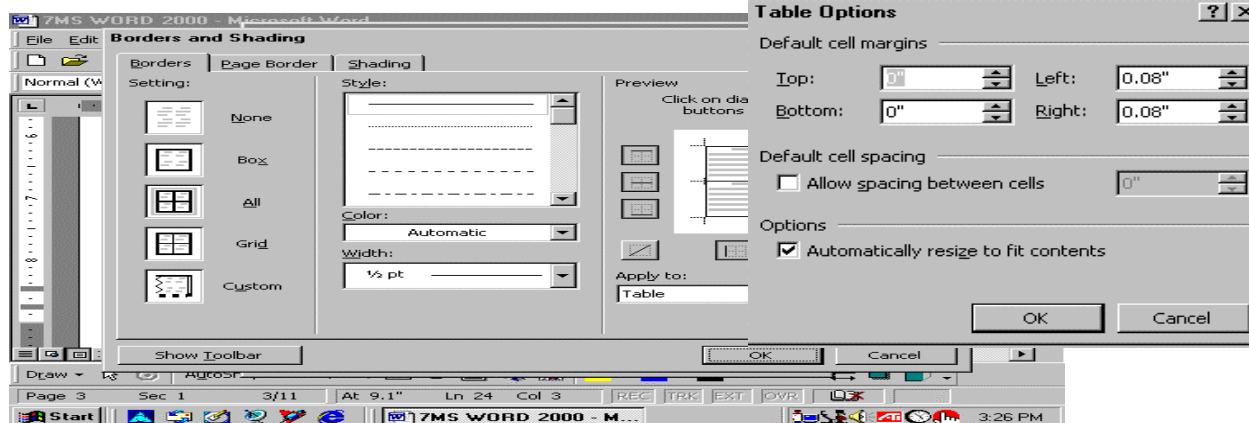 7MS WORD 2000 - Microsoft Word
File Edit
Normal (W
Borders and Shading
Borders Page Border Shading
Setting:
None
Box
All
Grid
Custom
Style:
Color:
Automatic
Width:
½ pt
Preview
Click on dia
buttons
Apply to:
Table
Show Toolbar
OK Cancel
Table Options
Default cell margins
Top: 0" Left: 0.08"
Bottom: 0" Right: 0.08"
Default cell spacing
Allow spacing between cells 0"
Options
Automatically resize to fit contents
OK Cancel
Draw
Page 3 Sec 1 3/11 At 9.1" Ln 24 Col 3 REC TRK EXT OVR
Start 7MS WORD 2000 - M... 3:26 PM